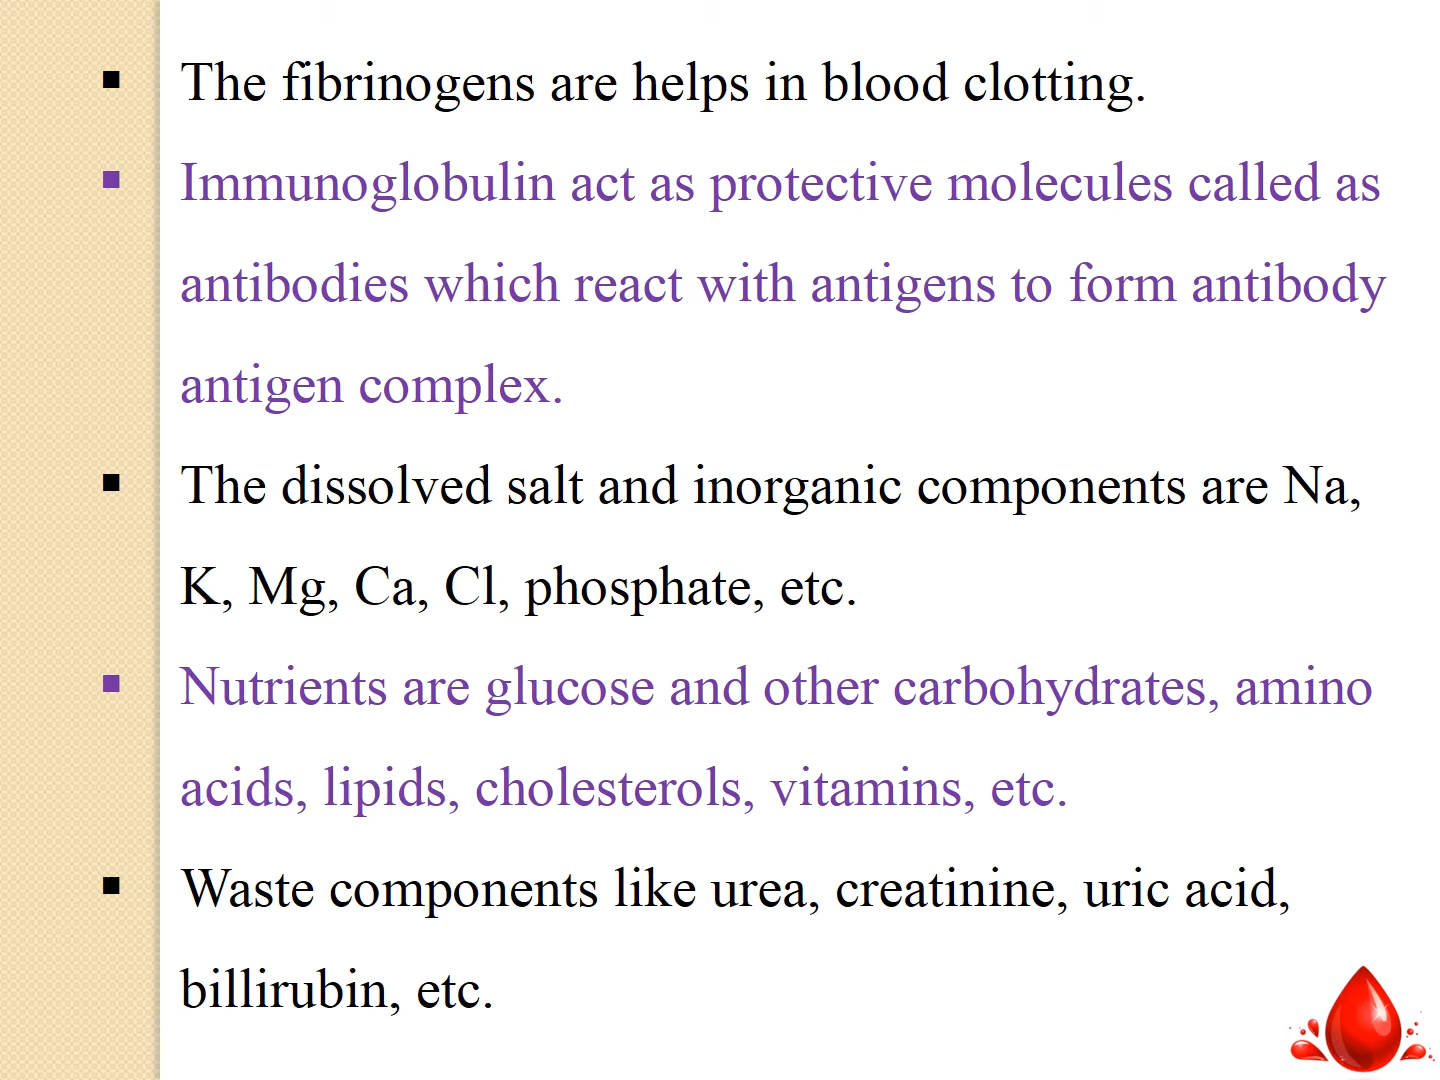 ▪ The fibrinogens are helps in blood clotting.
▪ Immunoglobulin act as protective molecules called as
antibodies which react with antigens to form antibody
antigen complex.
▪ The dissolved salt and inorganic components are Na,
K, Mg, Ca, Cl, phosphate, etc.
▪ Nutrients are glucose and other carbohydrates, amino
acids, lipids, cholesterols, vitamins, etc.
▪ Waste components like urea, creatinine, uric acid,
billirubin, etc.